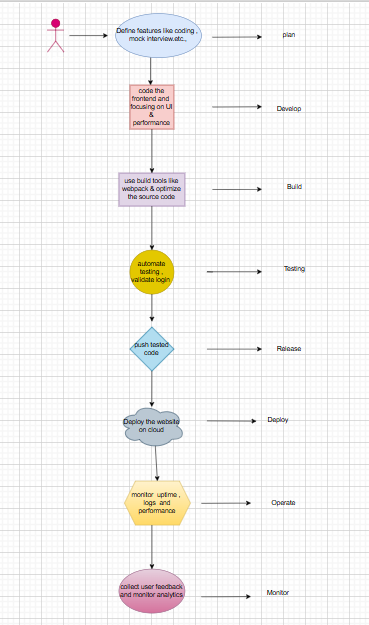 Define features like coding ,
mock interview.etc..
plan
code the
frontend and
focusing on UI
&
performance
Develop
use build tools like
webpack & optimize
the source code
Build
automate
testing ,
validate login
Testing
push tested
code
Release
Deploy the website
on cloud
Deploy
monitor uptime ,
logs and
performance
Operate
collect user feedback
and monitor analytics
Monitor